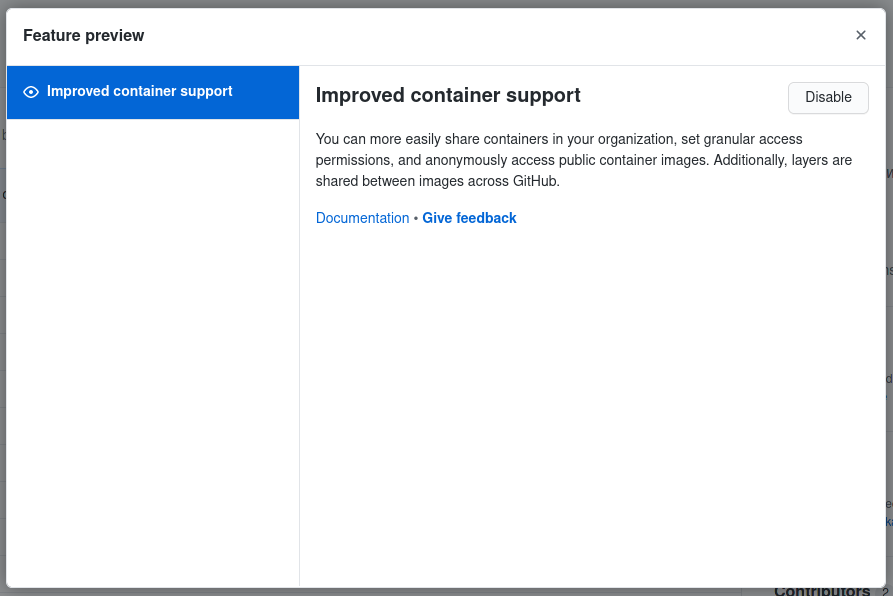 Feature preview
Improved container support
Improved container support
Disable
You can more easily share containers in your organization, set granular access
permissions, and anonymously access public container images. Additionally, layers are
shared between images across GitHub.
Documentation • Give feedback
Contributors 2